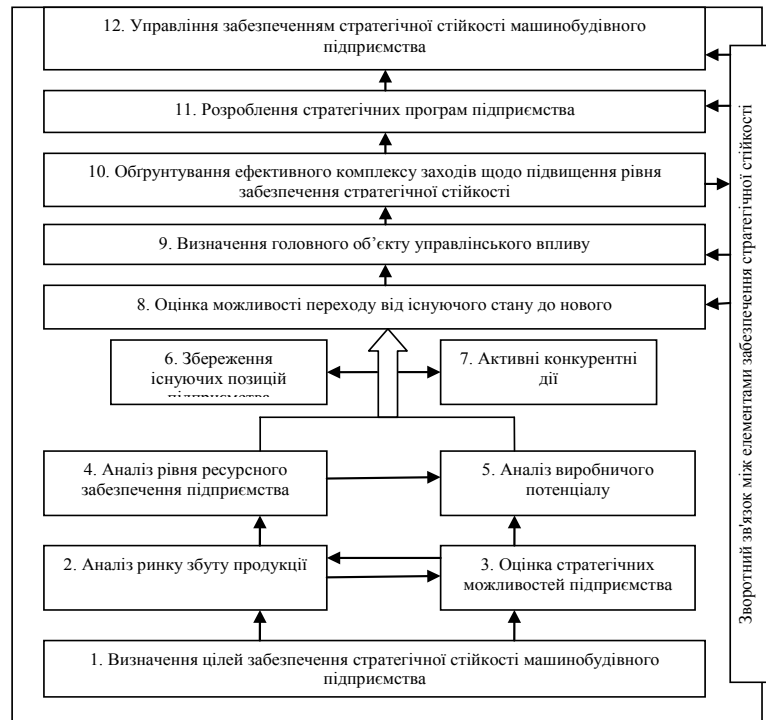 12. Управління забезпеченням стратегічної стійкості машинобудівного
підприємства
11. Розроблення стратегічних програм підприємства
10. Обґрунтування ефективного комплексу заходів щодо підвищення рівня
забезпечення стратегічної стійкості
9. Визначення головного об’єкту управлінського впливу
8. Оцінка можливості переходу від існуючого стану до нового
6. Збереження
існуючих позицій
підприємства
7. Активні конкурентні
дії
4. Аналіз рівня ресурсного
забезпечення підприємства
5. Аналіз виробничого
потенціалу
2. Аналіз ринку збуту продукції
3. Оцінка стратегічних
можливостей підприємства
1. Визначення цілей забезпечення стратегічної стійкості машинобудівного
підприємства
Зворотний зв'язок між елементами забезпечення стратегічної стійкості